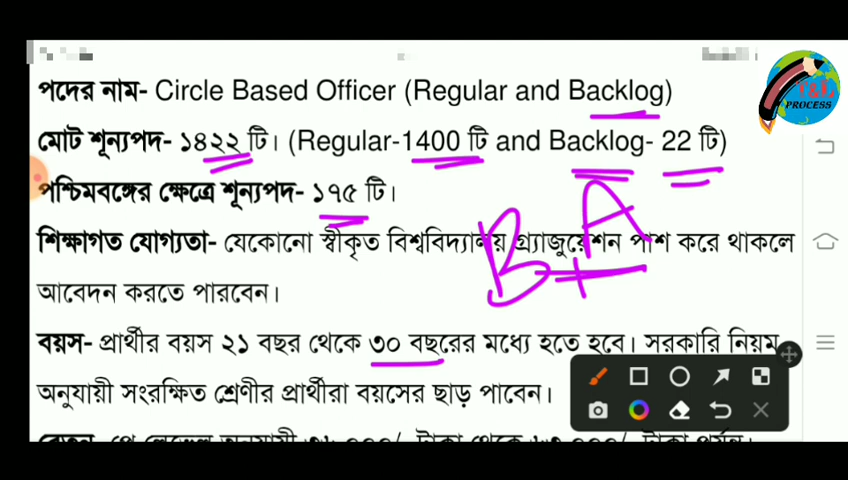 পদের নাম- Circle Based Officer (Regular and Backlog)
মোট শূন্যপদ- ১৪২২ টি। (Regular-1400 টি and Backlog- 22 টি)
পশ্চিমবঙ্গের ক্ষেত্রে শূন্যপদ- ১৭৫ টি।
শিক্ষাগত যোগ্যতা- যেকোনো স্বীকৃত বিশ্ববিদ্যালয় গ্র্যাজুয়েশন পাশ করে থাকলে
আবেদন করতে পারবেন।
বয়স- প্রার্থীর বয়স ২১ বছর থেকে ৩০ বছরের মধ্যে হতে হবে। সরকারি নিয়ম
অনুযায়ী সংরক্ষিত শ্রেণীর প্রার্থীরা বয়সের ছাড় পাবেন।
B A
PROCESS